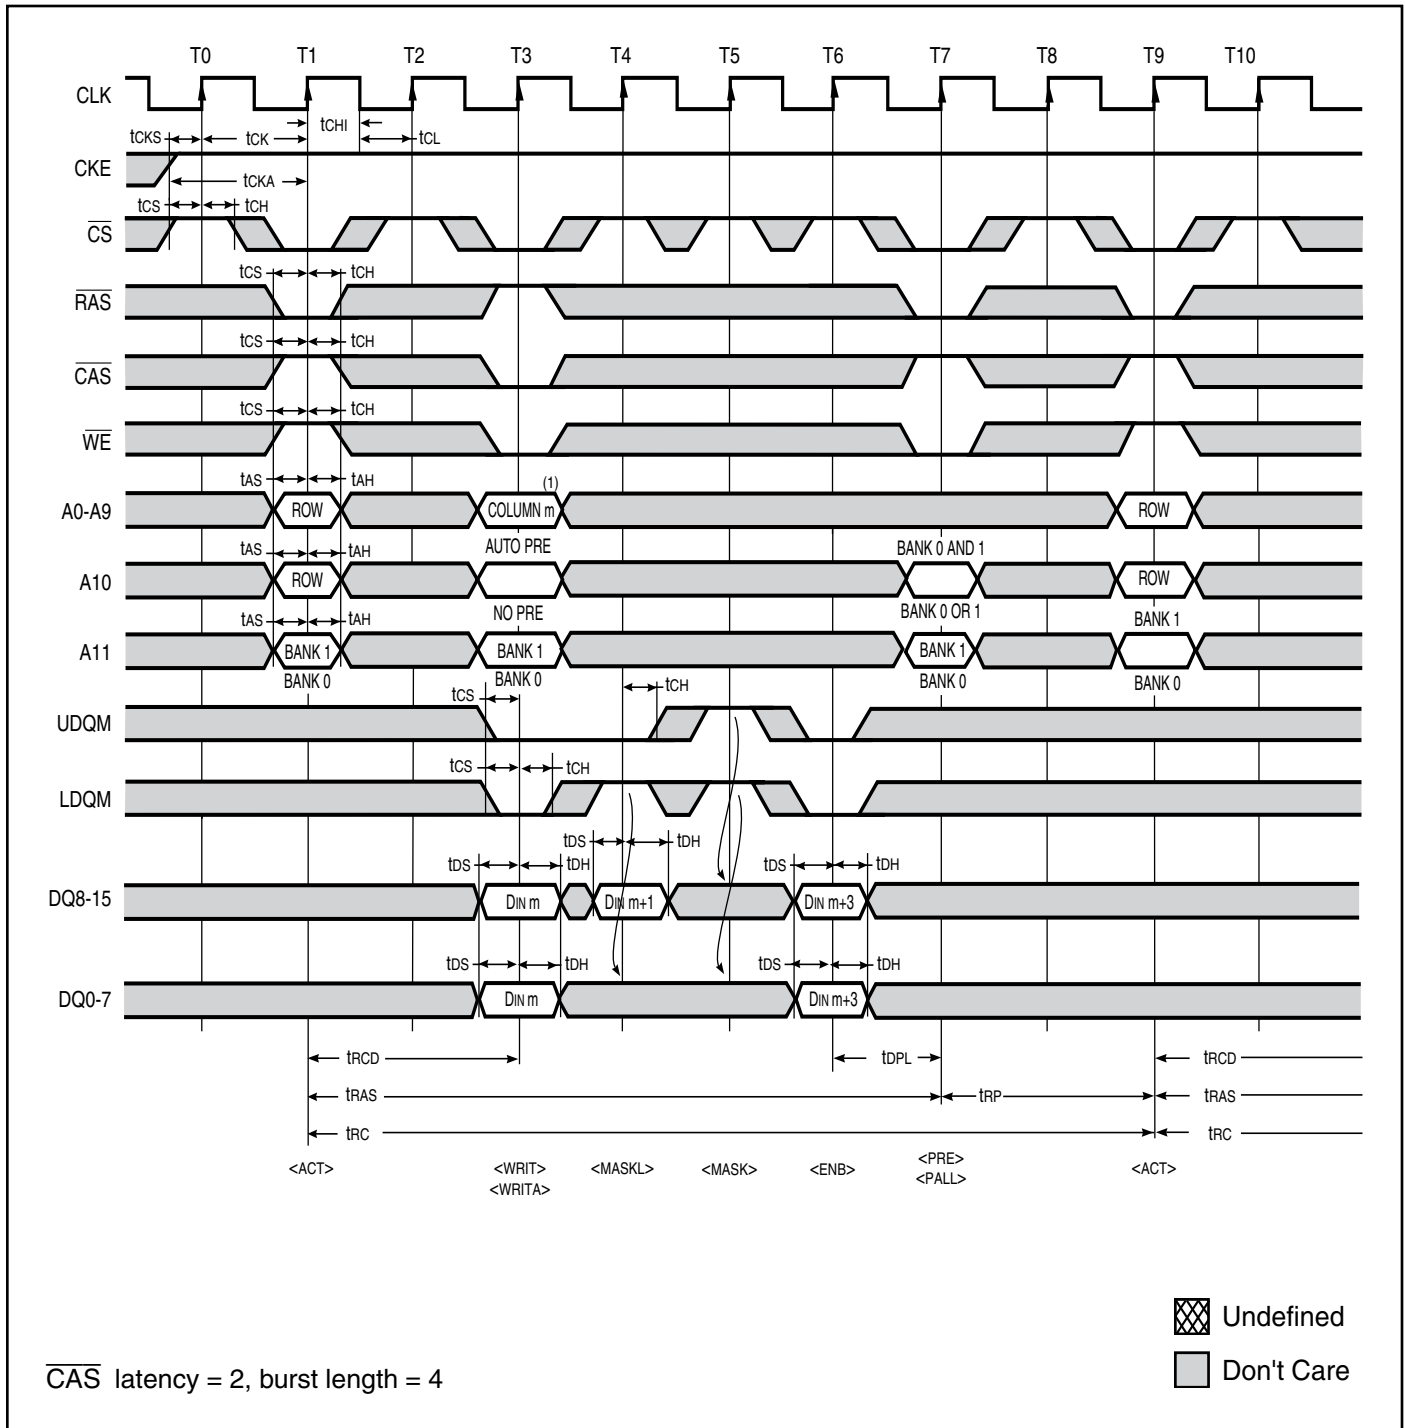 T0 T1 T2 T3 T4 T5 T6 T7 T8 T9 T10
CLK
tCHI
tCKS tCK tCL
CKE
tCKA
tCS tCH
CS
tCS tCH
RAS
tCS tCH
CAS
tCS tCH
WE
tAS tAH (1)
A0-A9 ROW COLUMN m ROW
tAS tAH AUTO PRE BANK 0 AND 1
A10 ROW ROW
NO PRE BANK 0 OR 1 BANK 1
tAS tAH
A11 BANK 1 BANK 1 BANK 1
BANK 0 BANK 0 BANK 0 BANK 0
tCS tCH
UDQM
tCS tCH
LDQM
tDS tDH
tDS tDH tDS tDH
DQ8-15 DIN m DIN m+1 DIN m+3
tDS tDH tDS tDH
DQ0-7 DIN m DIN m+3
tRCD tDPL tRCD
tRAS tRP tRAS
tRC tRC
<ACT> <WRIT> <MASKL> <MASK> <ENB> <PRE> <ACT>
<WRITA> <PALL>
Undefined
Don't Care
CAS latency = 2, burst length = 4